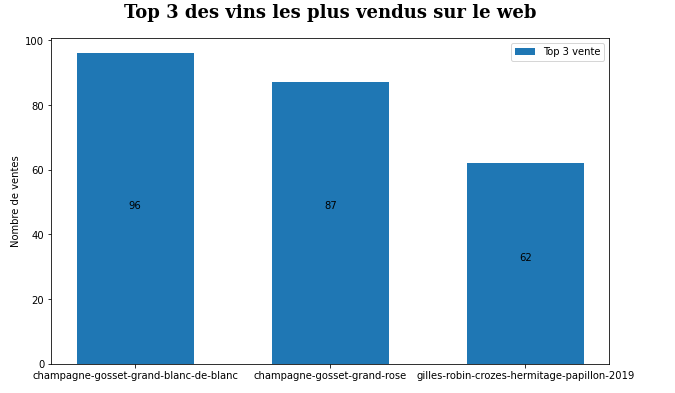 Top 3 des vins les plus vendus sur le web
100
Top 3 vente
80
60
Nombre de ventes
96
87
40
62
20
0
champagne-gosset-grand-blanc-de-blanc
champagne-gosset-grand-rose
gilles-robin-crozes-hermitage-papillon-2019